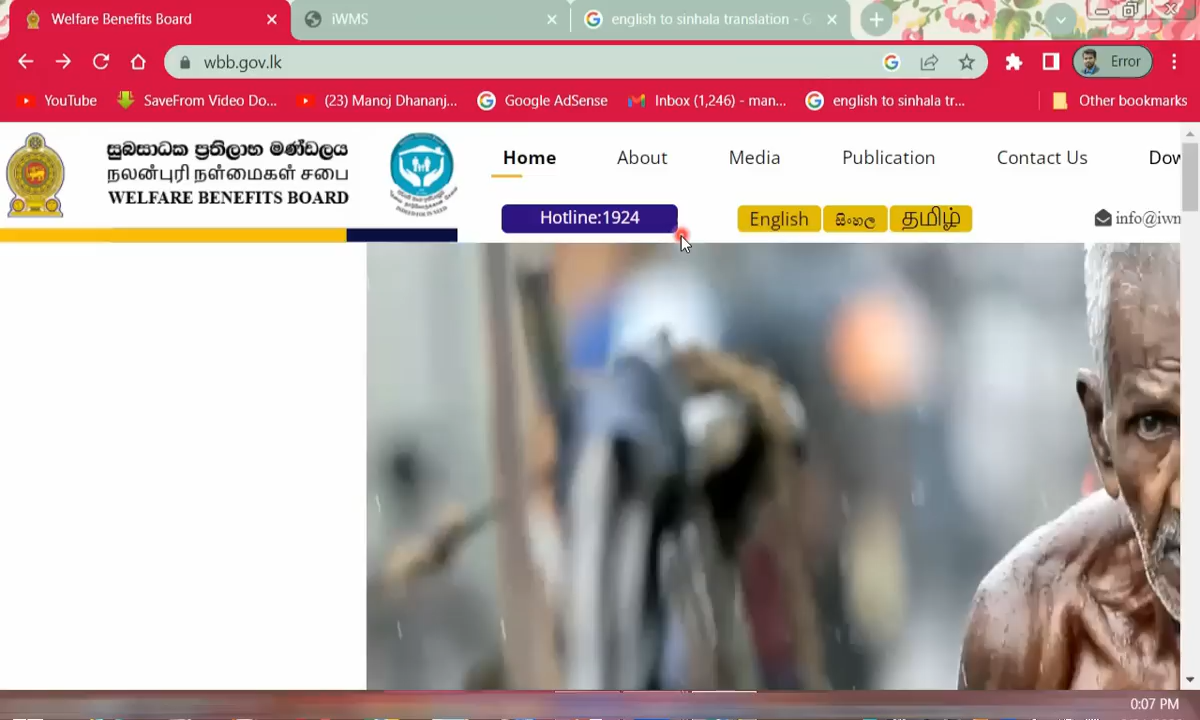 Welfare Benefits Board
iWMS
english to sinhala translation - G
wbb.gov.lk
Error
YouTube
SaveFrom Video Do...
(23) Manoj Dhananj...
Google AdSense
Inbox (1,246) - man...
english to sinhala tr...
Other bookmarks
සුබසාධක ප්‍රතිලාභ මණ්ඩලය
நலன்புரி நன்மைகள் சபை
WELFARE BENEFITS BOARD
Home
About
Media
Publication
Contact Us
Dow
Hotline:1924
English
සිංහල
தமிழ்
info@iwm
0:07 PM